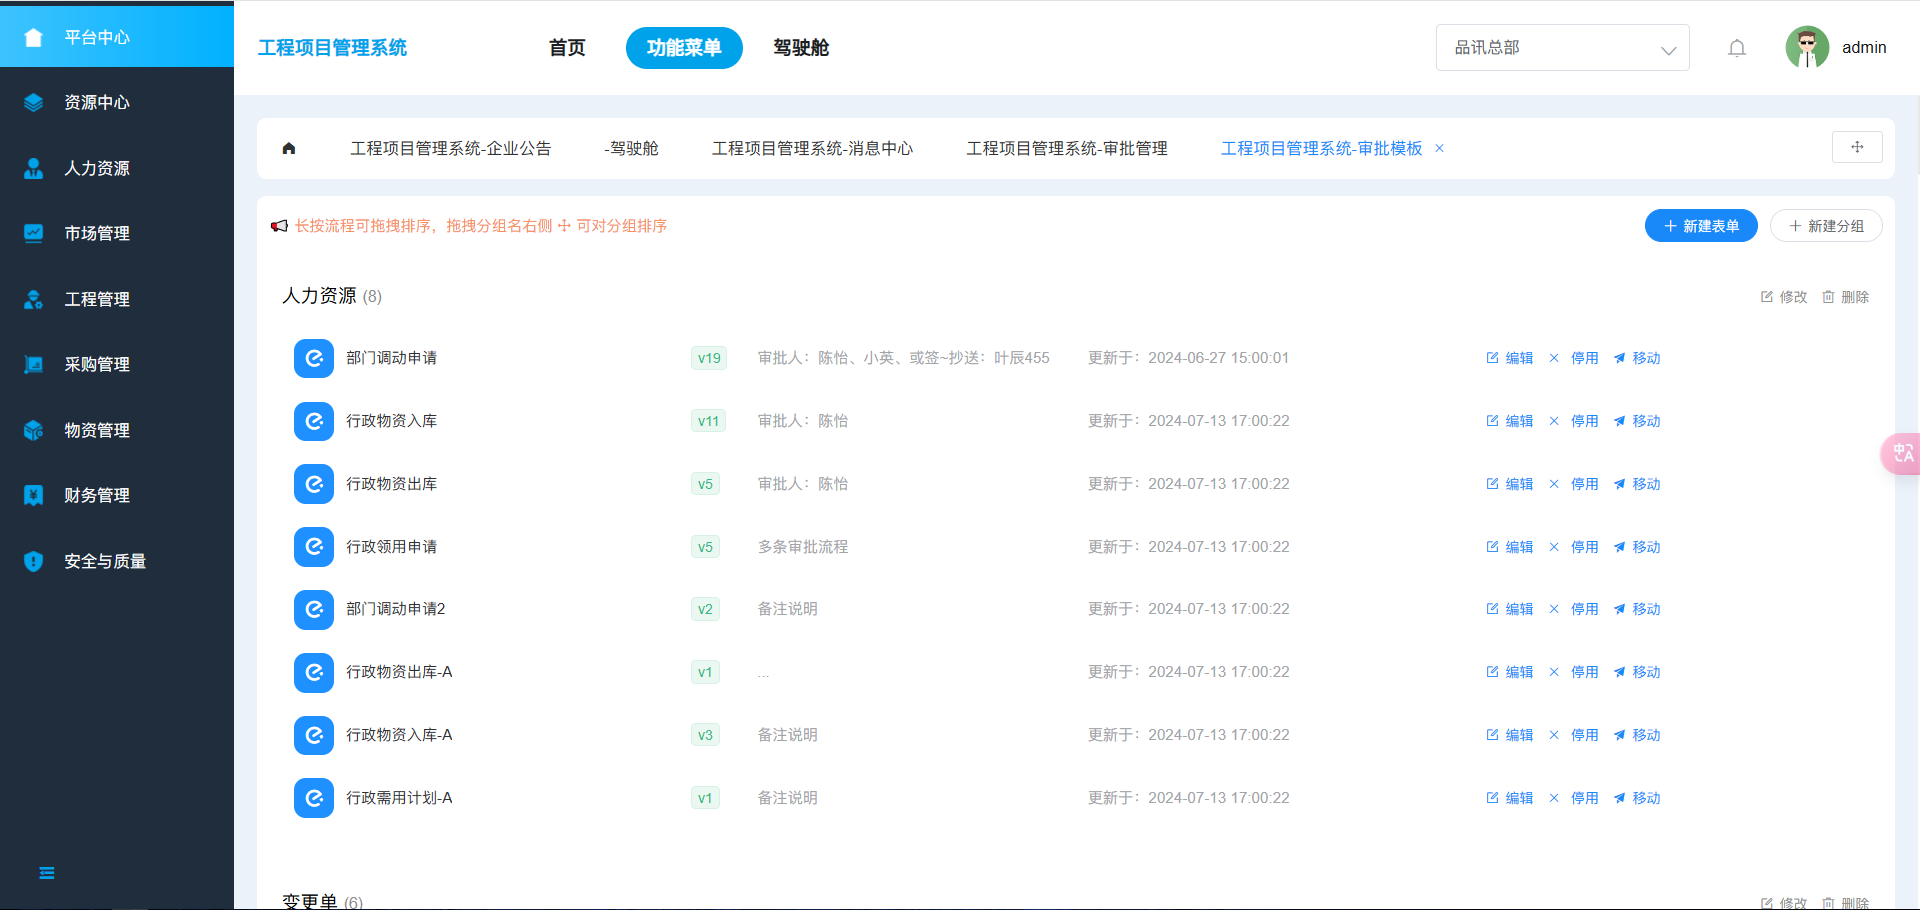 平台中心
资源中心
人力资源
市场管理
工程管理
采购管理
物资管理
财务管理
安全与质量
工程项目管理系统 首页 功能菜单 驾驶舱 品讯总部 admin
工程项目管理系统-企业公告 -驾驶舱 工程项目管理系统-消息中心 工程项目管理系统-审批管理 工程项目管理系统-审批模板 ×
长按流程可拖拽排序，拖拽分组名右侧 可对分组排序 + 新建表单 + 新建分组
人力资源 (8) 修改 删除
部门调动申请 v19 审批人：陈怡、小英、或签~抄送：叶辰455 更新于：2024-06-27 15:00:01 编辑 × 停用 移动
行政物资入库 v11 审批人：陈怡 更新于：2024-07-13 17:00:22 编辑 × 停用 移动
行政物资出库 v5 审批人：陈怡 更新于：2024-07-13 17:00:22 编辑 × 停用 移动
行政领用申请 v5 多条审批流程 更新于：2024-07-13 17:00:22 编辑 × 停用 移动
部门调动申请2 v2 备注说明 更新于：2024-07-13 17:00:22 编辑 × 停用 移动
行政物资出库-A v1 ... 更新于：2024-07-13 17:00:22 编辑 × 停用 移动
行政物资入库-A v3 备注说明 更新于：2024-07-13 17:00:22 编辑 × 停用 移动
行政需用计划-A v1 备注说明 更新于：2024-07-13 17:00:22 编辑 × 停用 移动
变更单 (6) 修改 删除
中A